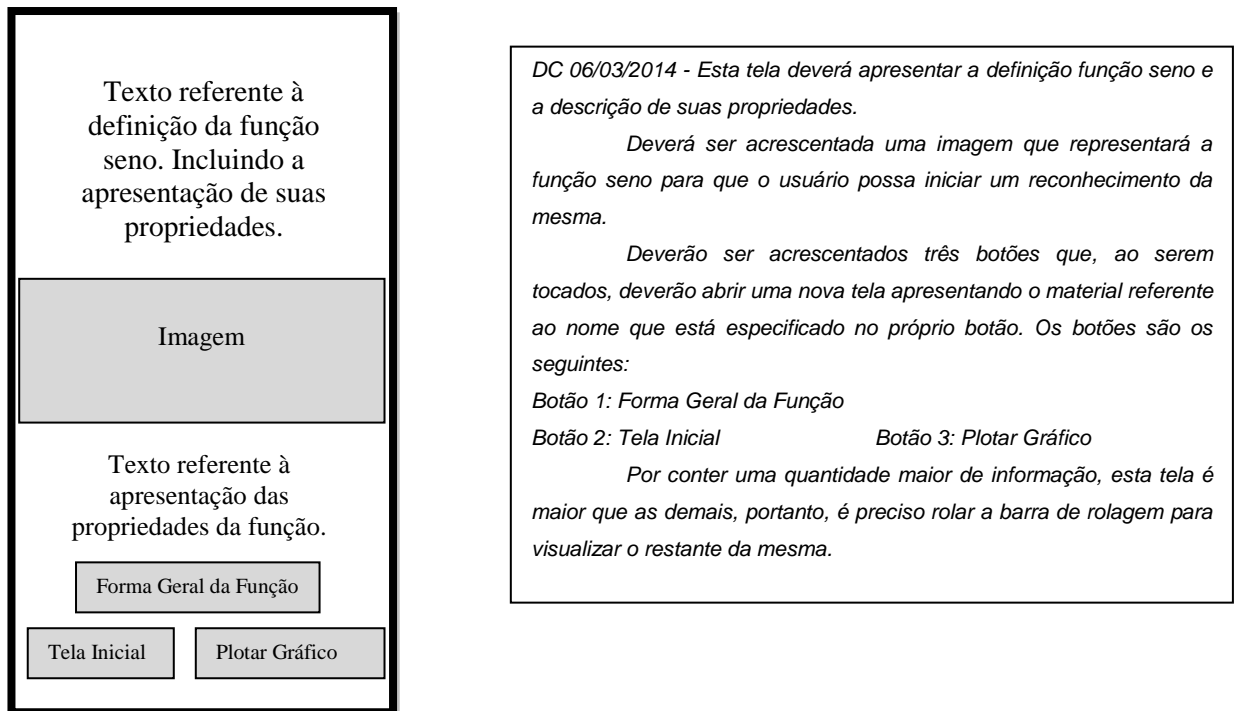 Texto referente à
definição da função
seno. Incluindo a
apresentação de suas
propriedades.
Imagem
Texto referente à
apresentação das
propriedades da função.
Forma Geral da Função
Tela Inicial
Plotar Gráfico
DC 06/03/2014 - Esta tela deverá apresentar a definição função seno e
a descrição de suas propriedades.
Deverá ser acrescentada uma imagem que representará a
função seno para que o usuário possa iniciar um reconhecimento da
mesma.
Deverão ser acrescentados três botões que, ao serem
tocados, deverão abrir uma nova tela apresentando o material referente
ao nome que está especificado no próprio botão. Os botões são os
seguintes:
Botão 1: Forma Geral da Função
Botão 2: Tela Inicial Botão 3: Plotar Gráfico
Por conter uma quantidade maior de informação, esta tela é
maior que as demais, portanto, é preciso rolar a barra de rolagem para
visualizar o restante da mesma.